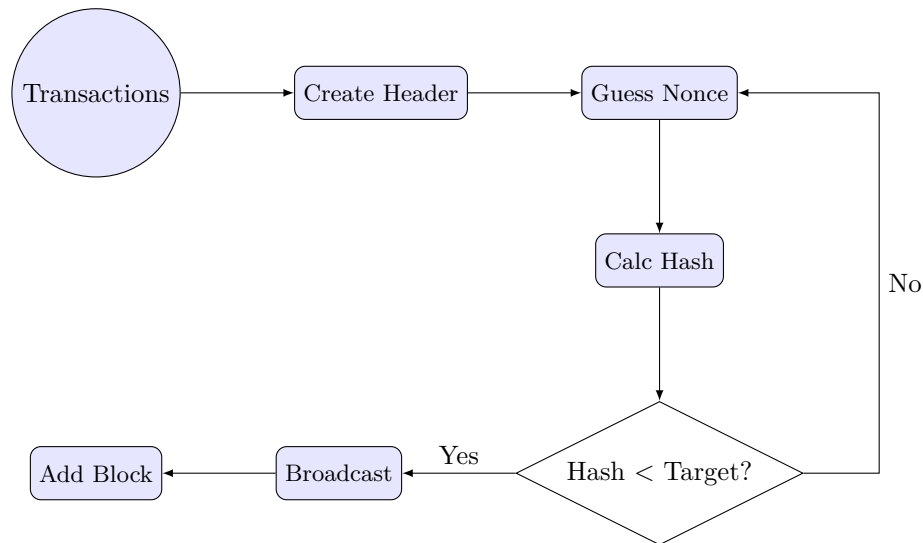 Transactions
Create Header
Guess Nonce
Calc Hash
No
Hash < Target?
Yes
Broadcast
Add Block